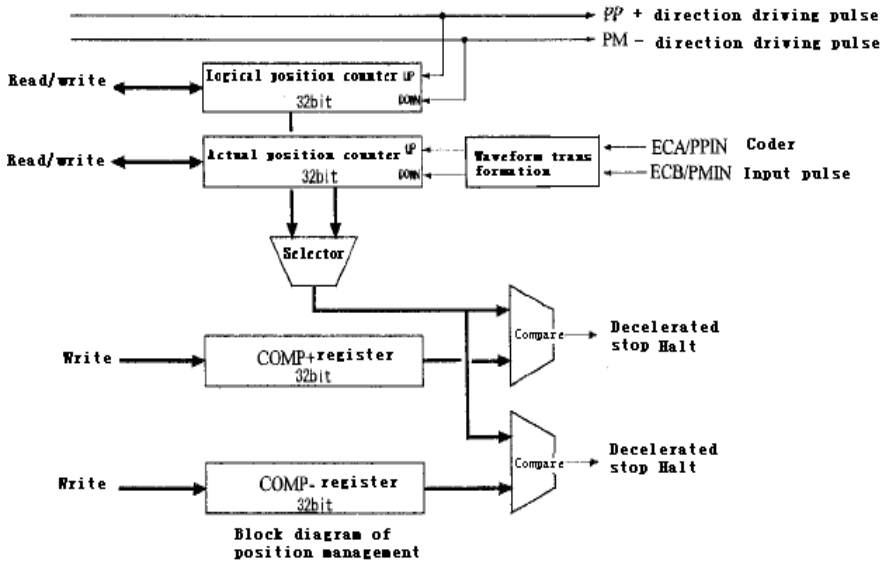 PP + direction driving pulse
PM - direction driving pulse
Read/write
Logical position counter UP
32bit
DOWN
Read/write
Actual position counter UP
32bit
DOWN
Waveform trans
formation
ECA/PPIN Coder
ECB/PMIN Input pulse
Selector
Compare
Decelerated
stop Halt
Write
COMP+register
32bit
Compare
Decelerated
stop Halt
Write
COMP- register
32bit
Block diagram of
position management